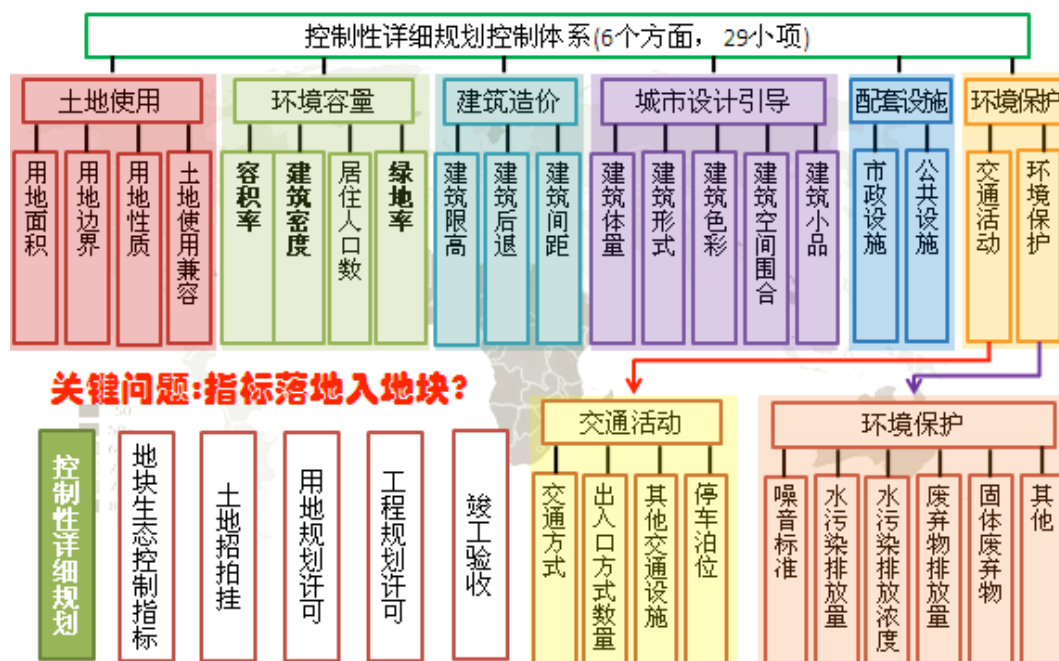 控制性详细规划控制体系(6个方面，29小项)
土地使用
用地面积
用地边界
用地性质
土地使用兼容
环境容量
容积率
建筑密度
居住人口数
绿地率
建筑造价
建筑限高
建筑后退
建筑间距
城市设计引导
建筑体量
建筑形式
建筑色彩
建筑空间围合
建筑小品
配套设施
市政设施
公共设施
环境保护
交通活动
环境保护
关键问题:指标落地入地块?
控制性详细规划
地块生态控制指标
土地招拍挂
用地规划许可
工程规划许可
竣工验收
交通活动
交通方式
出入口方式数量
其他交通设施
停车泊位
环境保护
噪音标准
水污染排放量
水污染排放浓度
废弃物排放量
固体废弃物
其他